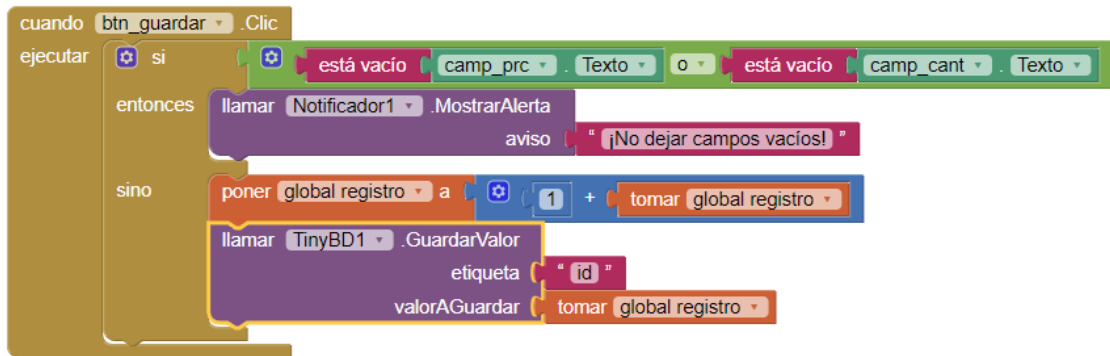 cuando btn_guardar .Clic
ejecutar si está vacío camp_prc . Texto o está vacío camp_cant . Texto
entonces llamar Notificador1 .MostrarAlerta
aviso " ¡No dejar campos vacíos! "
sino poner global registro a 1 + tomar global registro
llamar TinyBD1 .GuardarValor
etiqueta " id "
valorAGuardar tomar global registro